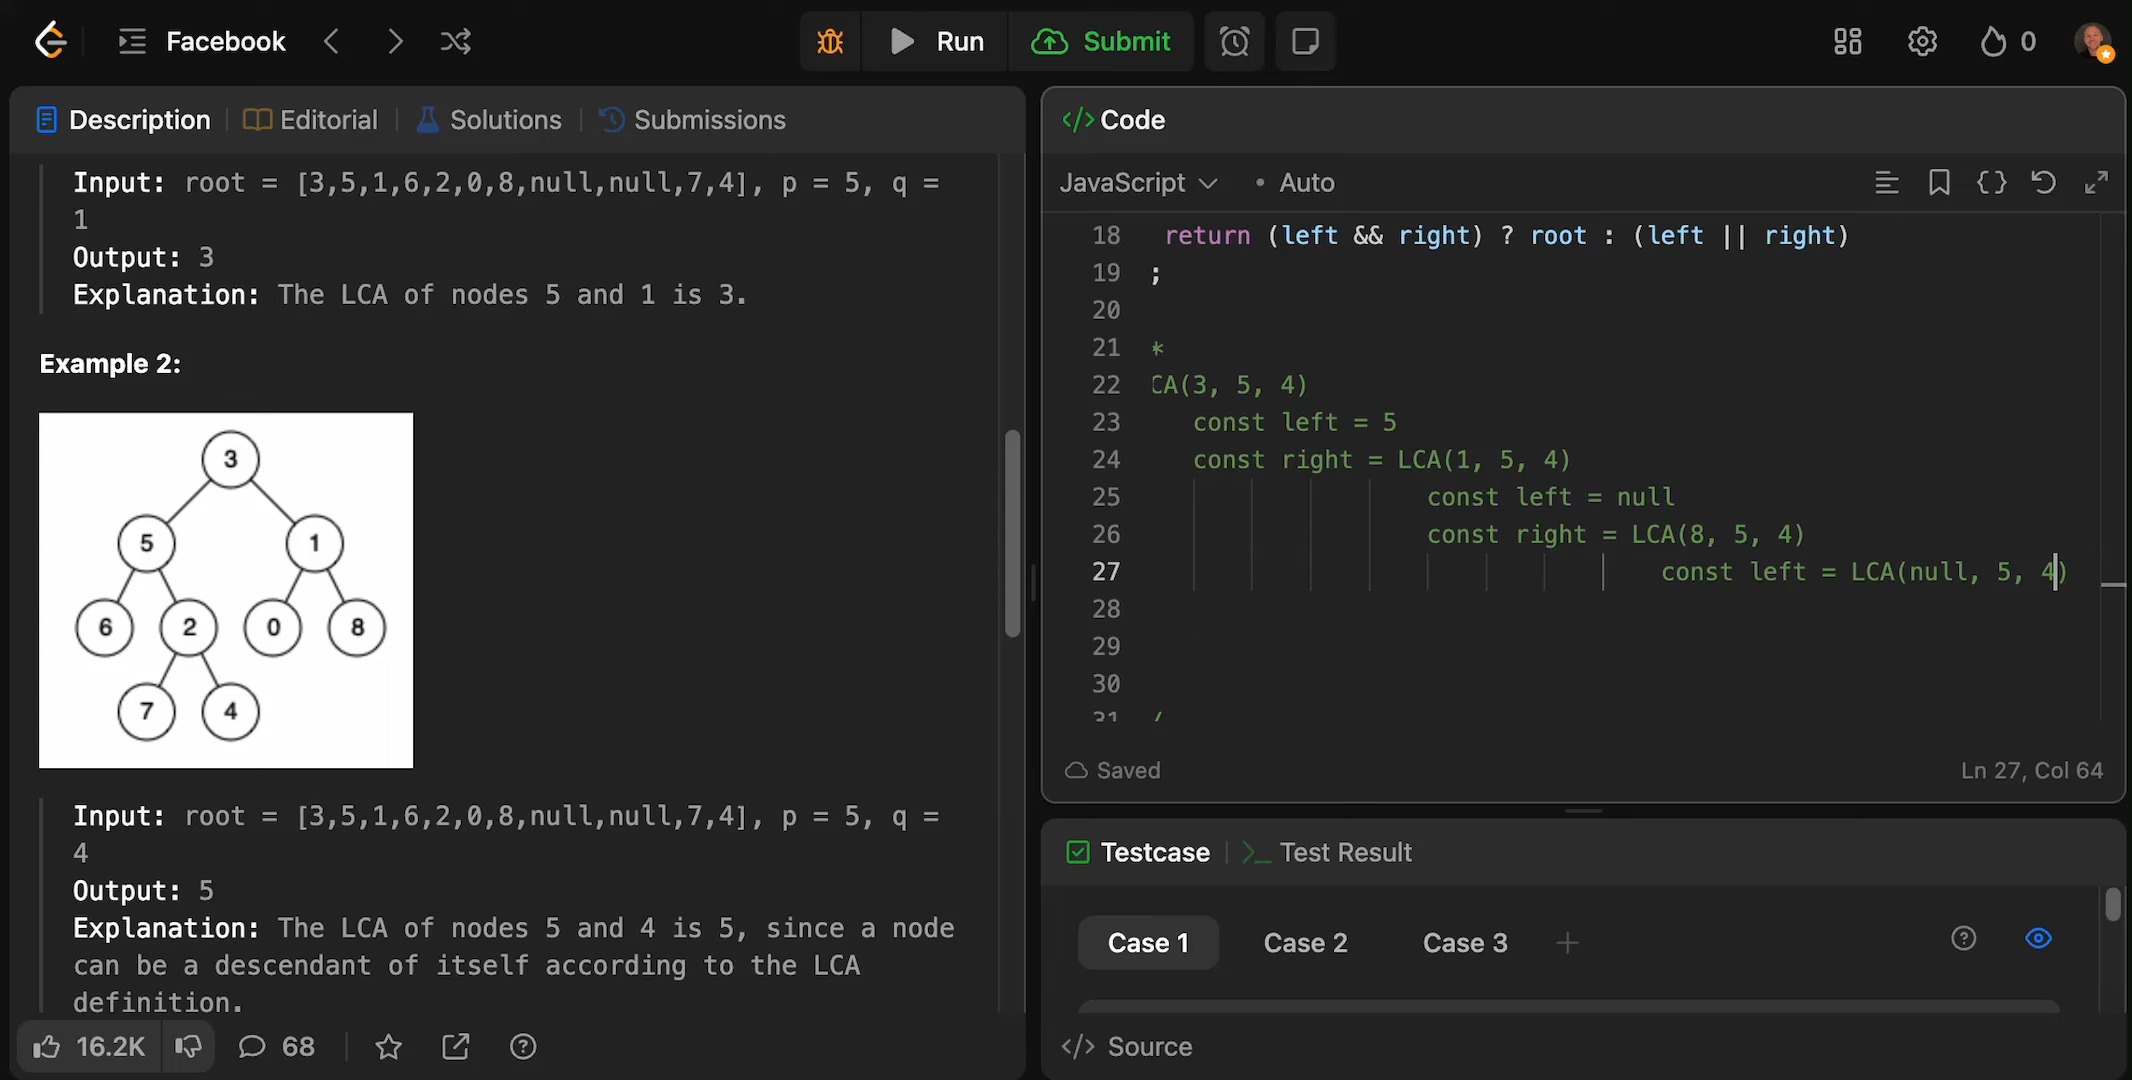 Facebook
Run
Submit
0
Description
Editorial
Solutions
Submissions
Input: root = [3,5,1,6,2,0,8,null,null,7,4], p = 5, q =
1
Output: 3
Explanation: The LCA of nodes 5 and 1 is 3.
Example 2:
3
5 1
6 2 0 8
7 4
Input: root = [3,5,1,6,2,0,8,null,null,7,4], p = 5, q =
4
Output: 5
Explanation: The LCA of nodes 5 and 4 is 5, since a node
can be a descendant of itself according to the LCA
definition.
16.2K
68
</> Code
JavaScript
• Auto
18 return (left && right) ? root : (left || right)
19 ;
20
21 *
22 CA(3, 5, 4)
23 const left = 5
24 const right = LCA(1, 5, 4)
25 const left = null
26 const right = LCA(8, 5, 4)
27 const left = LCA(null, 5, 4)
28
29
30
31 /
Saved
Ln 27, Col 64
Testcase
>_ Test Result
Case 1
Case 2
Case 3
+
</> Source